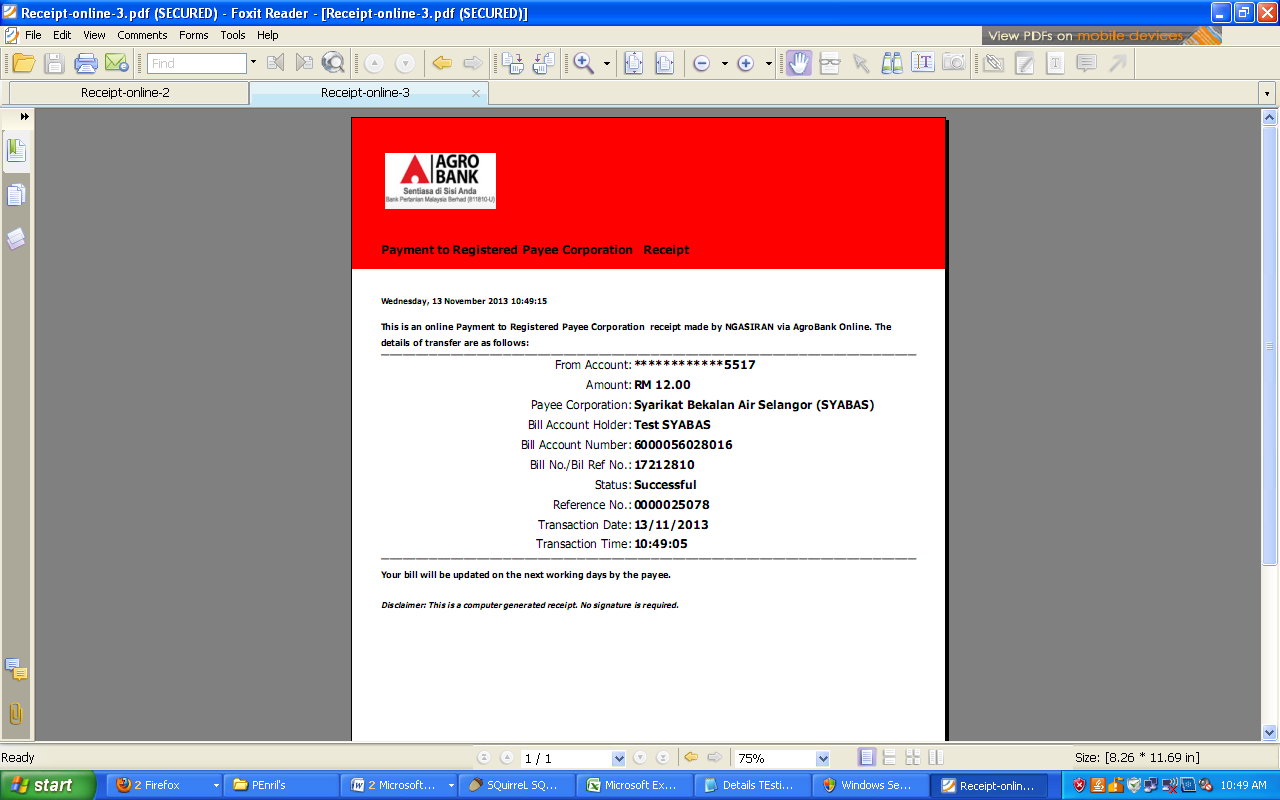 Receipt-online-3.pdf (SECURED) - Foxit Reader - [Receipt-online-3.pdf (SECURED)]
File Edit View Comments Forms Tools Help
View PDFs on mobile devices
Find
Receipt-online-2 Receipt-online-3
AGRO
BANK
Sentiasa di Sisi Anda
Bank Pertanian Malaysia Berhad (811810-U)
Payment to Registered Payee Corporation Receipt
Wednesday, 13 November 2013 10:49:15
This is an online Payment to Registered Payee Corporation receipt made by NGASIRAN via AgroBank Online. The
details of transfer are as follows:
From Account: ************5517
Amount: RM 12.00
Payee Corporation: Syarikat Bekalan Air Selangor (SYABAS)
Bill Account Holder: Test SYABAS
Bill Account Number: 6000056028016
Bill No./Bil Ref No.: 17212810
Status: Successful
Reference No.: 0000025078
Transaction Date: 13/11/2013
Transaction Time: 10:49:05
Your bill will be updated on the next working days by the payee.
Disclaimer: This is a computer generated receipt. No signature is required.
Ready 1 / 1 75% Size: [8.26 * 11.69 in]
start 2 Firefox PEnril's 2 Microsoft... SQuirreL SQ... Microsoft Ex... Details TEsti... Windows Se... Receipt-onlin... 10:49 AM